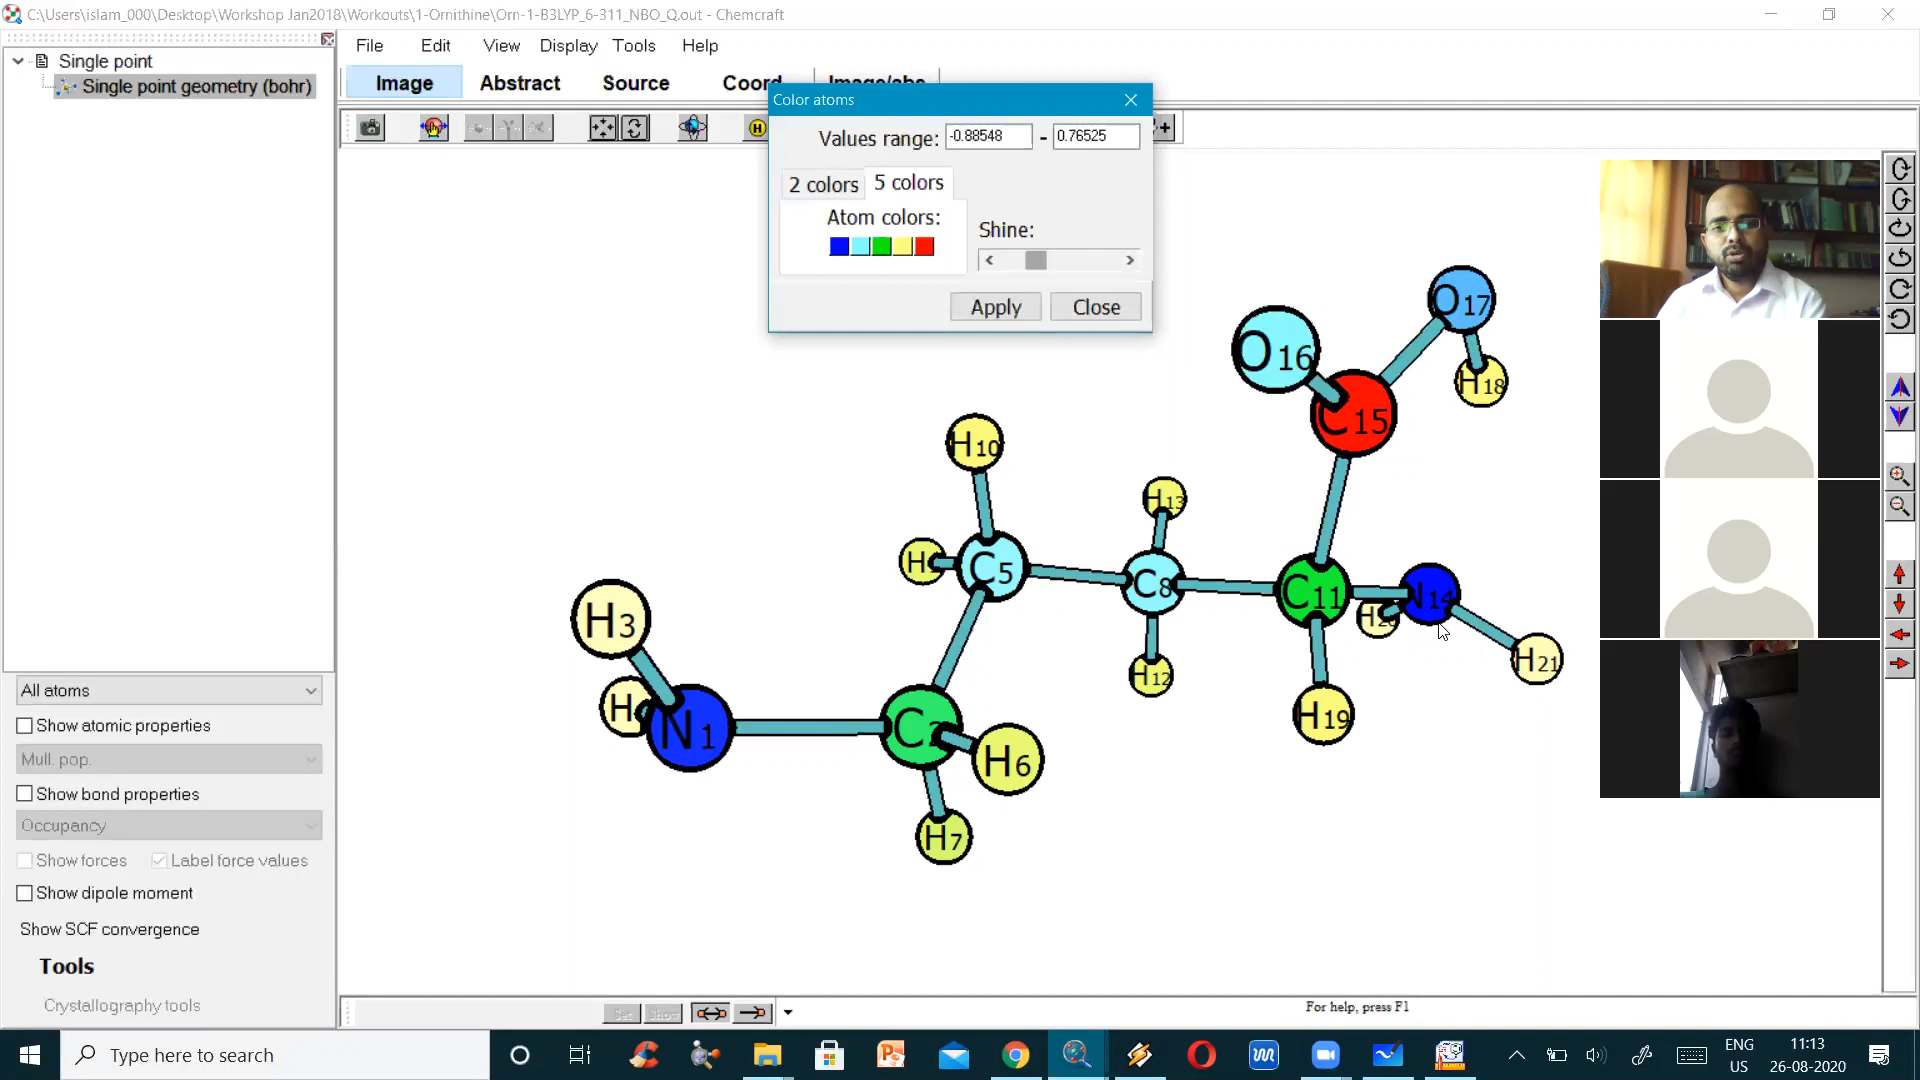 C:\Users\islam_000\Desktop\Workshop Jan2018\Workouts\1-Ornithine\Orn-1-B3LYP_6-311_NBO_Q.out - Chemcraft
Single point
Single point geometry (bohr)
File Edit View Display Tools Help
Image Abstract Source Coord Image/abs
Color atoms
Values range: -0.88548 - 0.76525
2 colors 5 colors
Atom colors:
Shine:
Apply Close
H
O17
O16
H18
C15
H10
H13
H
C5
C8
C11
N14
H3
H21
H12
H
N1
C
H6
H19
H7
All atoms
Show atomic properties
Mull. pop.
Show bond properties
Occupancy
Show forces Label force values
Show dipole moment
Show SCF convergence
Tools
Crystallography tools
Set Show
For help, press F1
Type here to search
ENG
US
11:13
26-08-2020